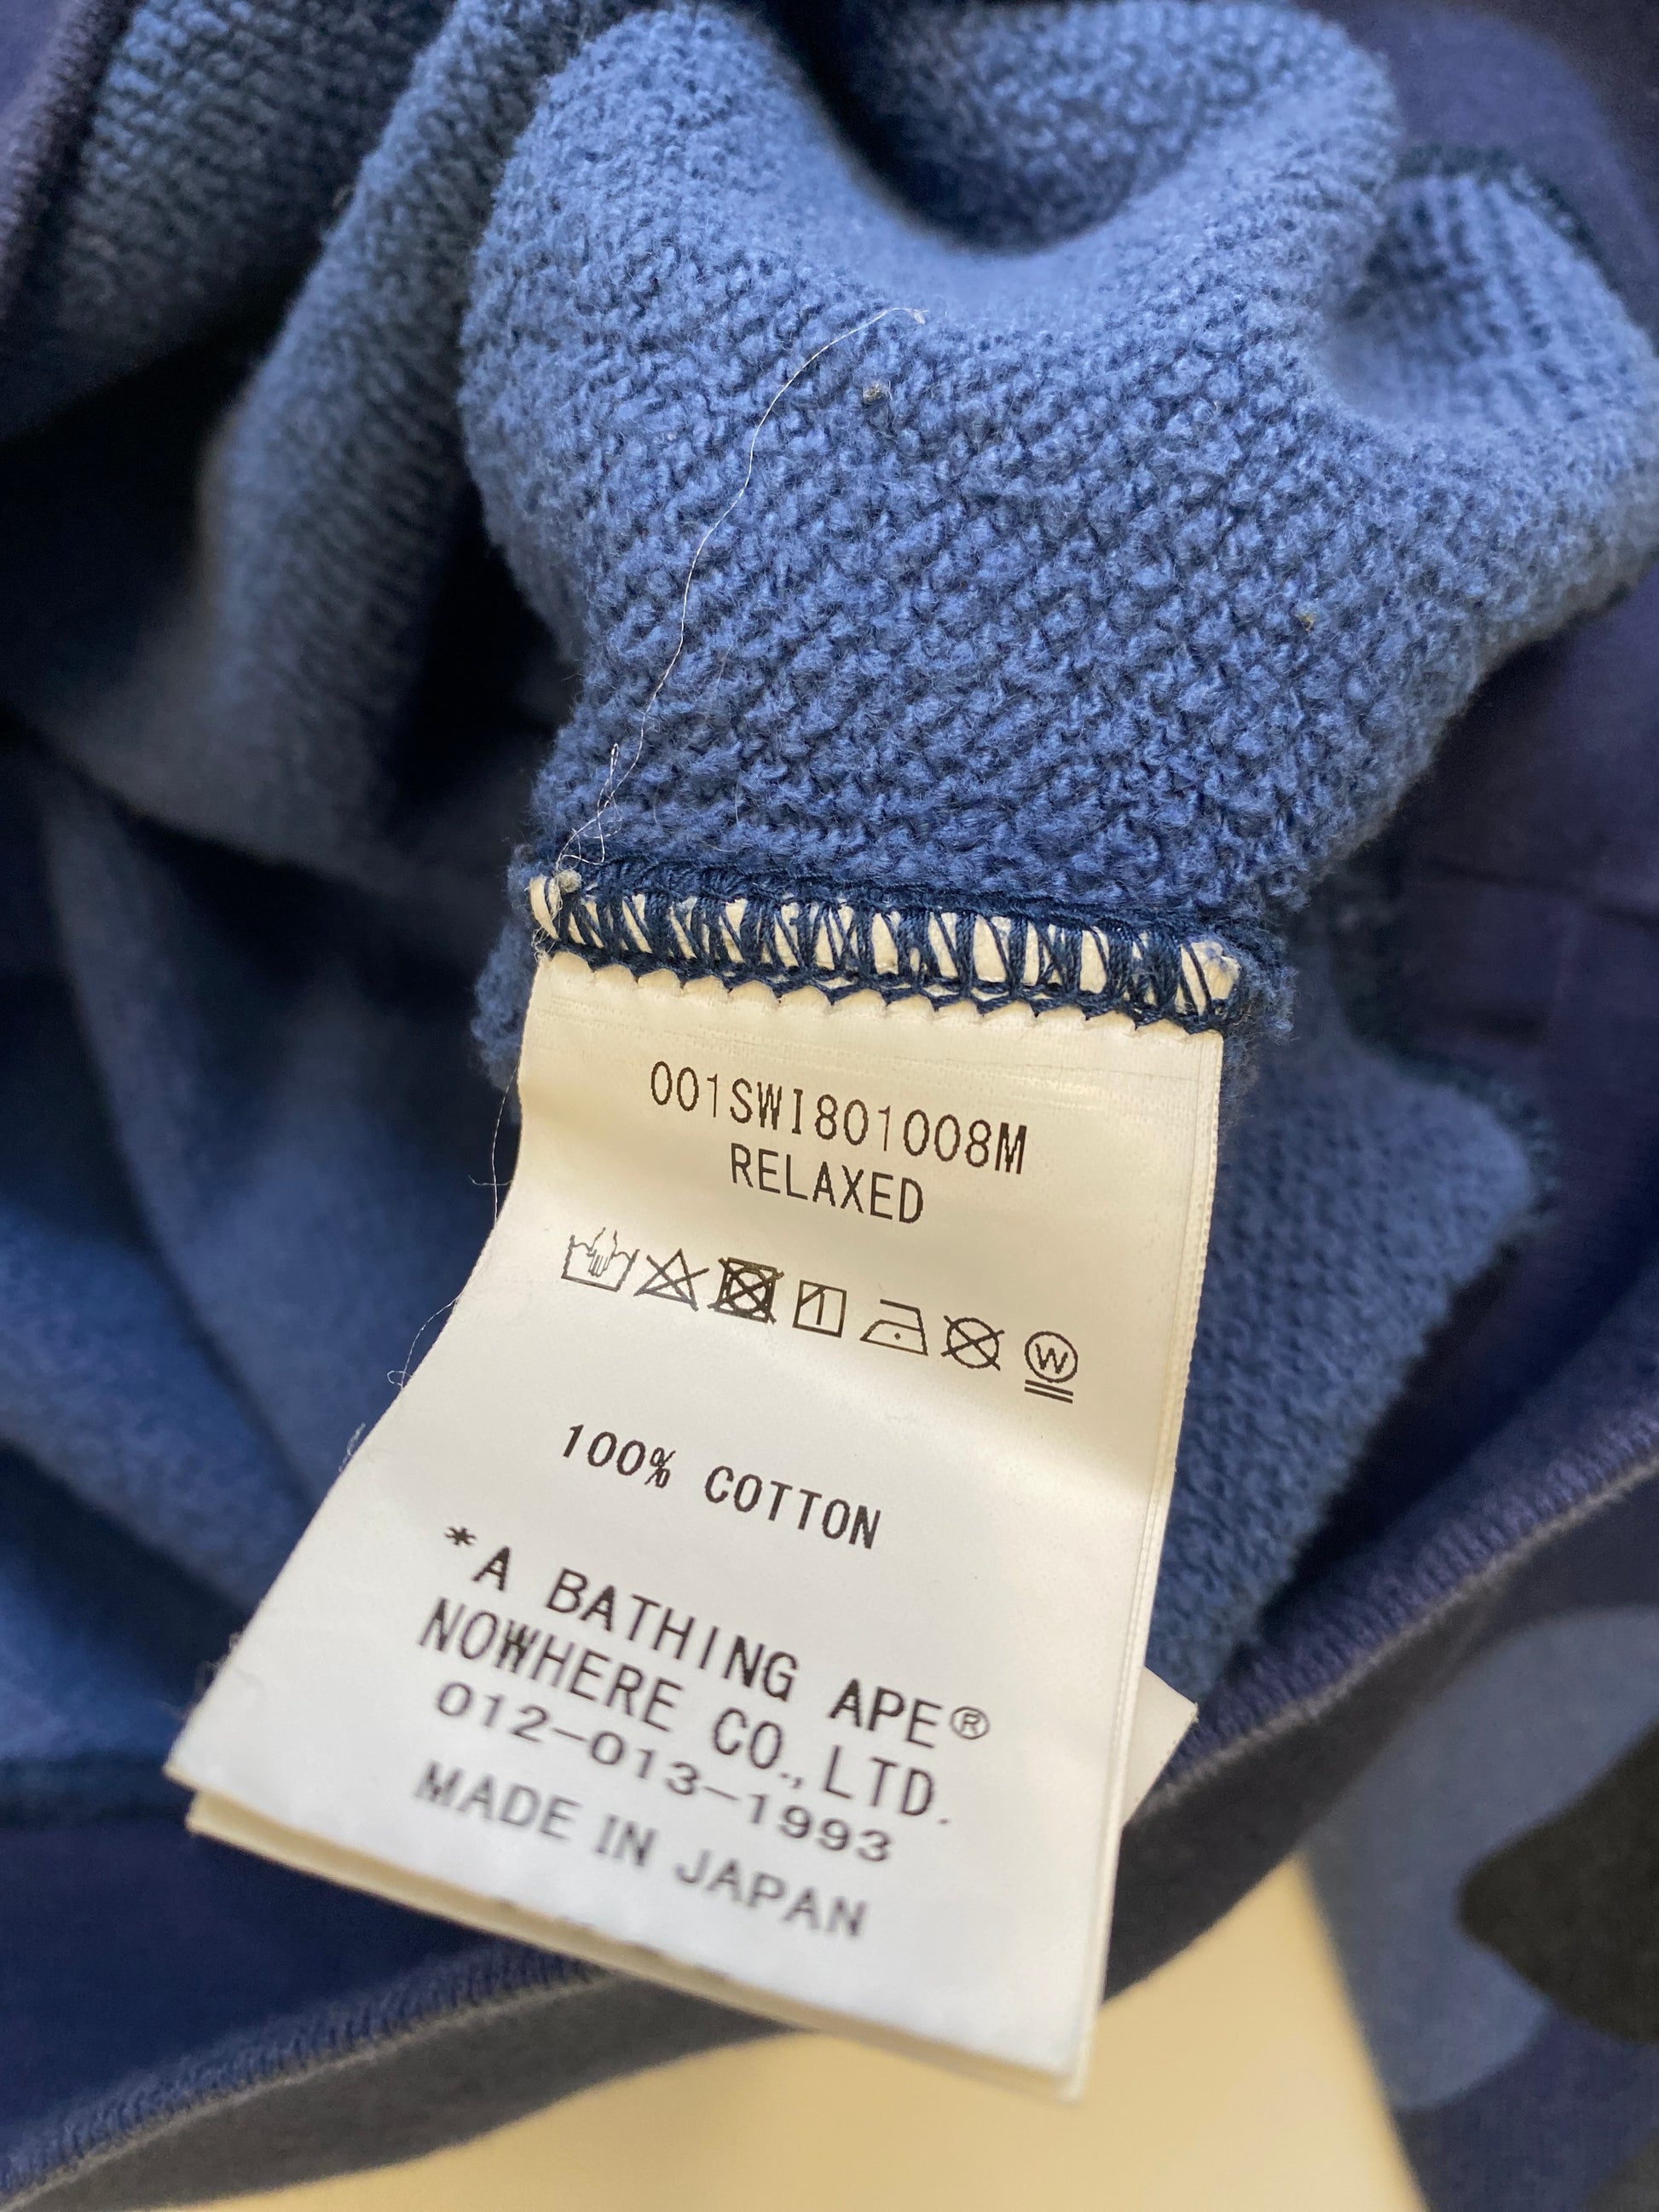 001SWI801008M
RELAXED
W
100% COTTON
*A BATHING APE®
NOWHERE CO.,LTD.
012-013-1993
MADE IN JAPAN